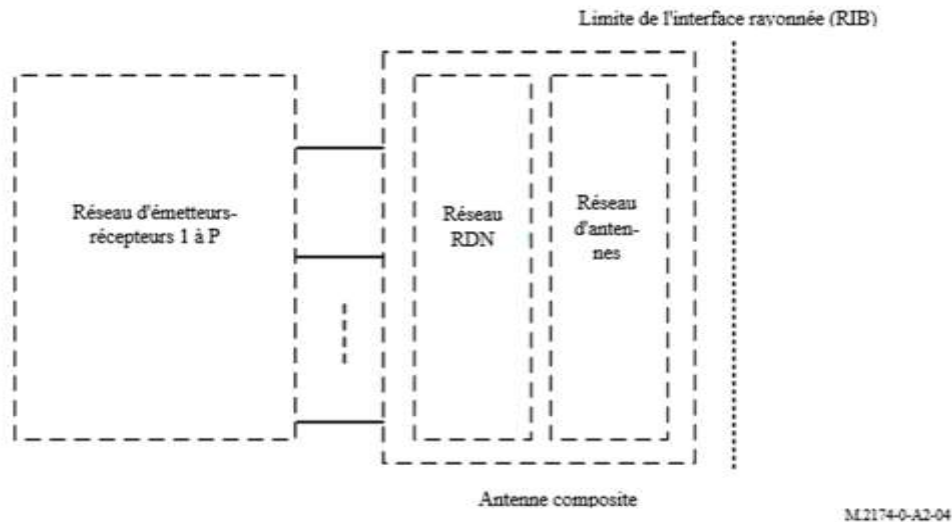 Limite de l'interface rayonnée (RIB)
Réseau d'émetteurs-
récepteurs 1 à P
Réseau
RDN
Réseau
d'anten-
nes
Antenne composite
M.2174-0-A2-04